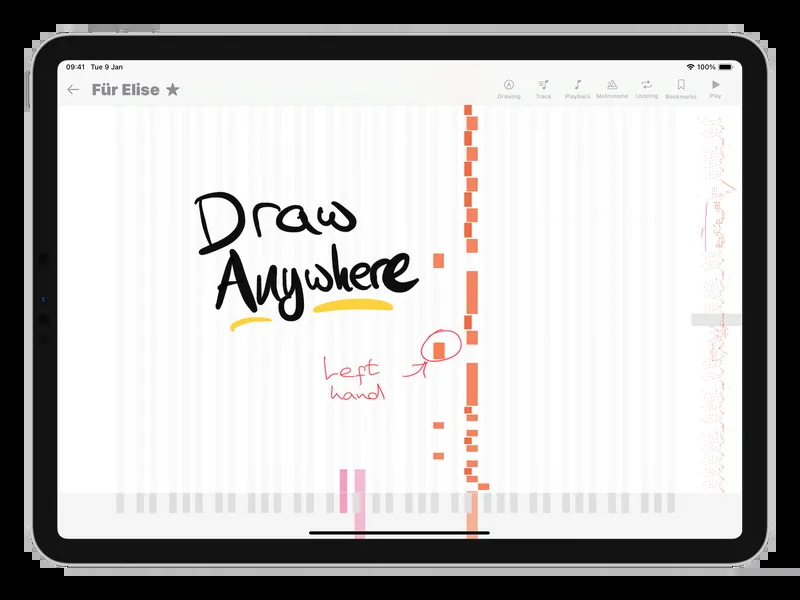 09:41 Tue 9 Jan 100%
Für Elise ★
Drawing Track Playback Metronome Looping Bookmarks Play
Draw
Anywhere
Left
hand